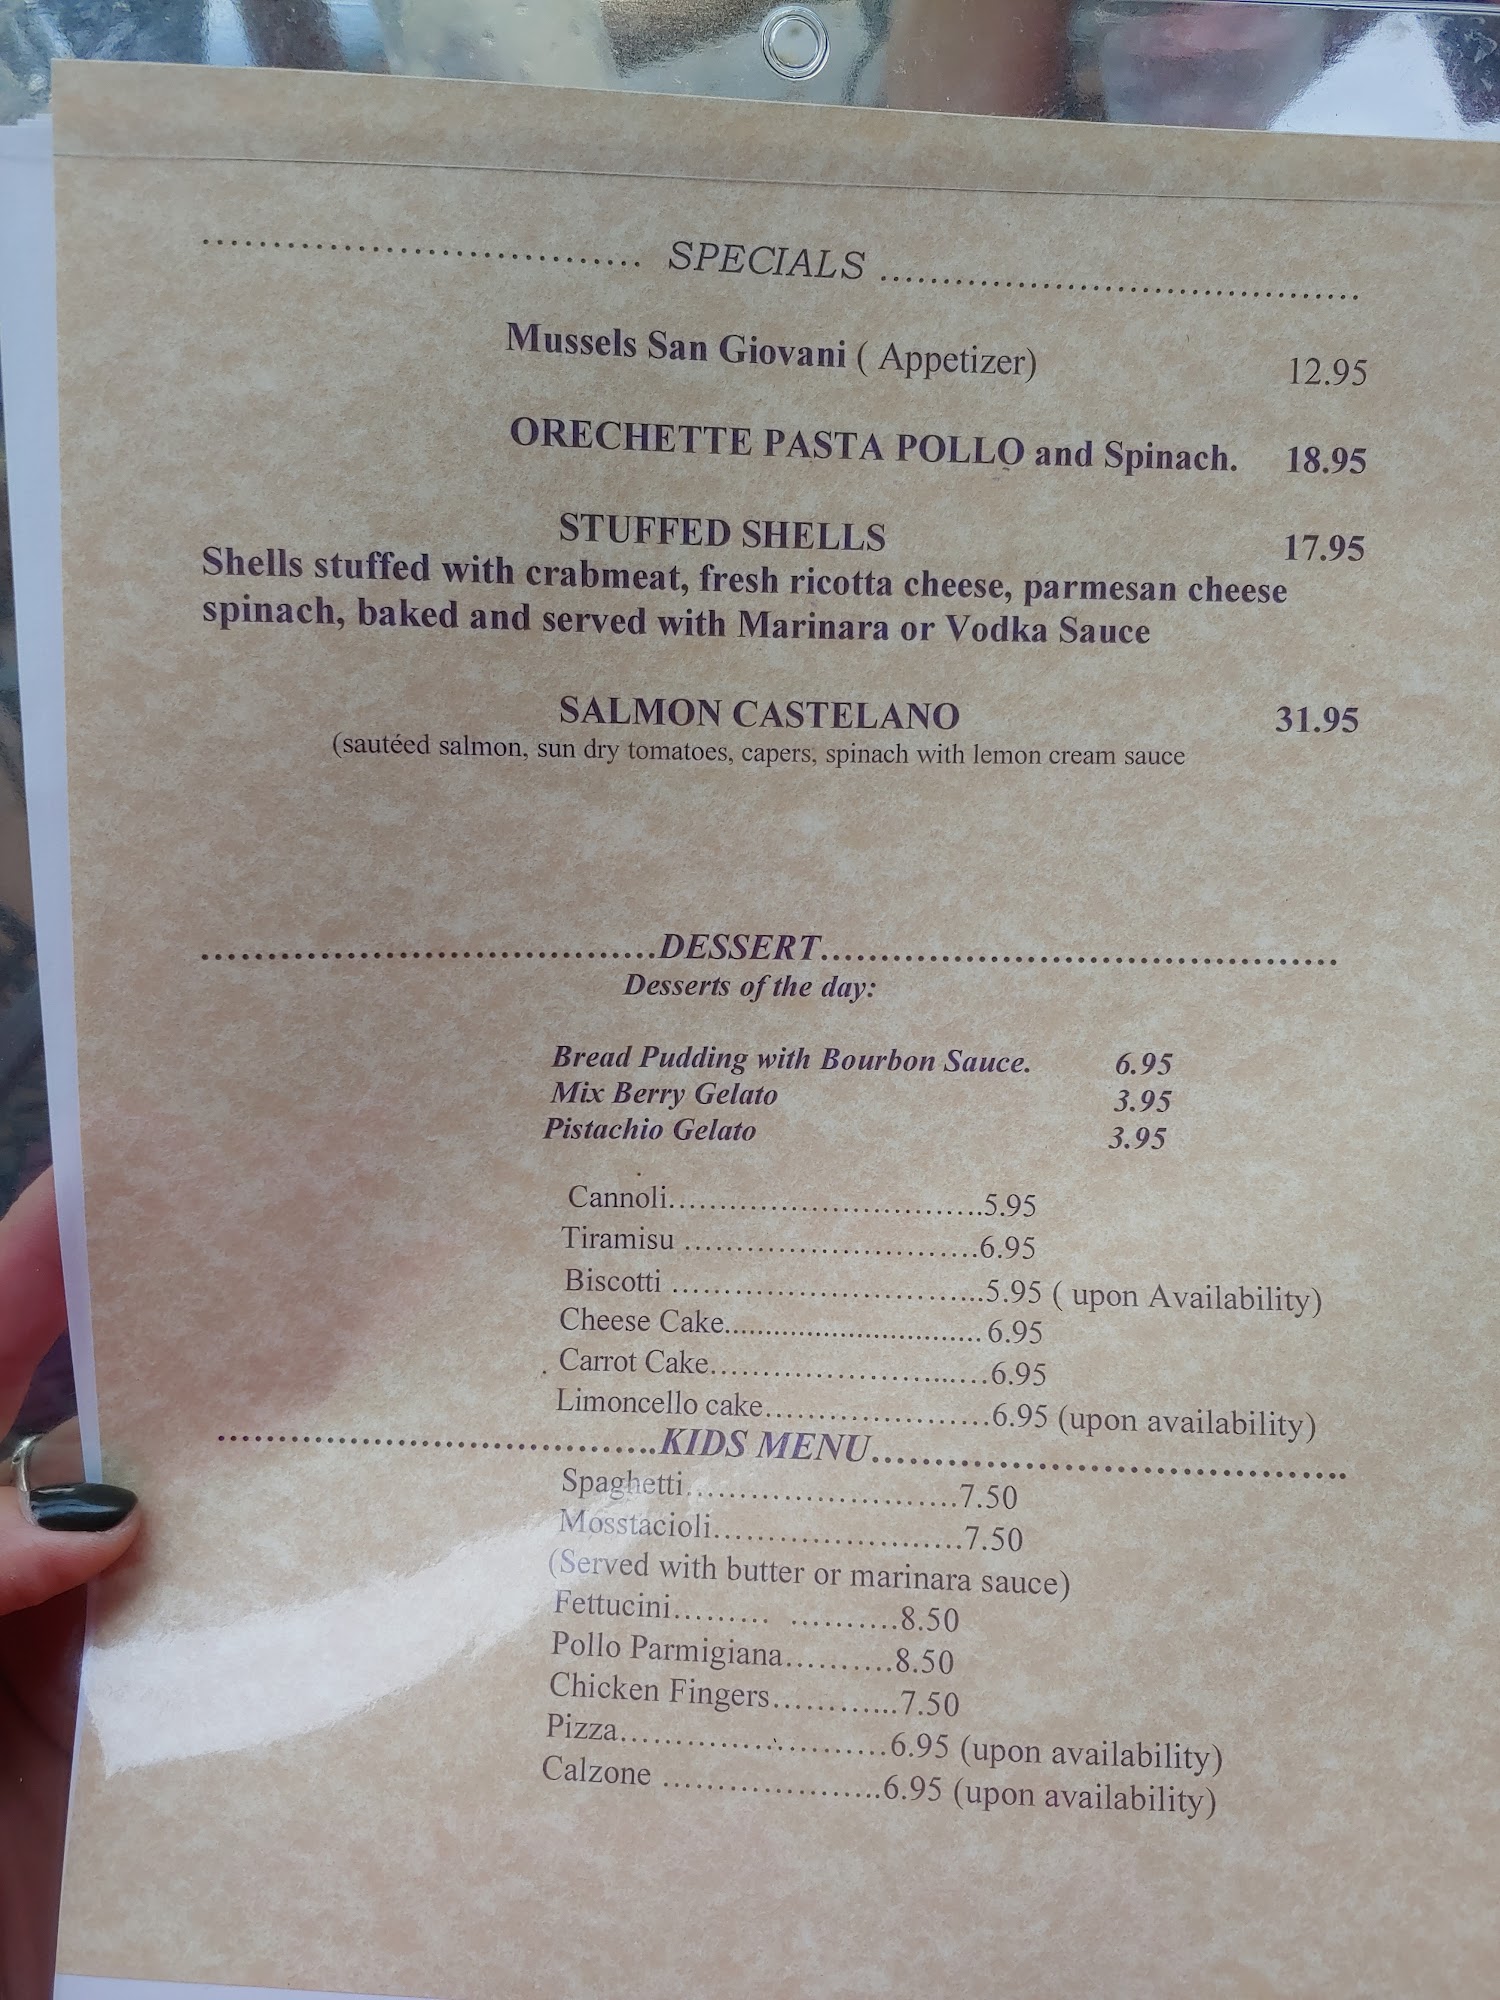 .................................. SPECIALS ..........................................
Mussels San Giovani ( Appetizer) 12.95
ORECHETTE PASTA POLLO and Spinach. 18.95
STUFFED SHELLS 17.95
Shells stuffed with crabmeat, fresh ricotta cheese, parmesan cheese
spinach, baked and served with Marinara or Vodka Sauce
SALMON CASTELANO 31.95
(sautéed salmon, sun dry tomatoes, capers, spinach with lemon cream sauce
.......................................DESSERT............................................
Desserts of the day:
Bread Pudding with Bourbon Sauce. 6.95
Mix Berry Gelato 3.95
Pistachio Gelato 3.95
Cannoli.................................5.95
Tiramisu ..............................6.95
Biscotti ................................5.95 ( upon Availability)
Cheese Cake.................................6.95
. Carrot Cake.............................6.95
Limoncello cake.......................6.95 (upon availability)
.....................................KIDS MENU.......................................
Spaghetti...........................7.50
Mosstacioli.........................7.50
(Served with butter or marinara sauce)
Fettucini......... ...........8.50
Pollo Parmigiana...........8.50
Chicken Fingers............7.50
Pizza..........................6.95 (upon availability)
Calzone ......................6.95 (upon availability)